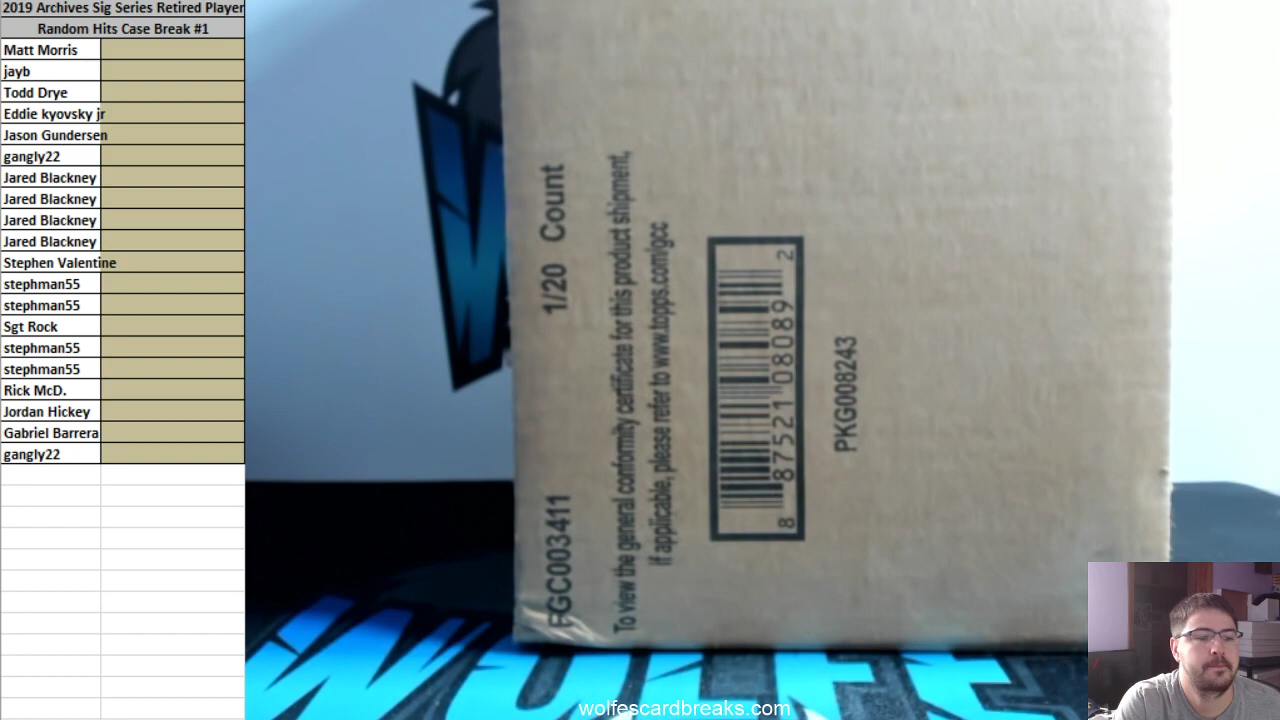 2019 Archives Sig Series Retired Player
Random Hits Case Break #1
Matt Morris
jayb
Todd Drye
Eddie kyovsky jr
Jason Gundersen
gangly22
Jared Blackney
Jared Blackney
Jared Blackney
Jared Blackney
Stephen Valentine
stephman55
stephman55
Sgt Rock
stephman55
stephman55
Rick McD.
Jordan Hickey
Gabriel Barrera
gangly22
FGC003411 1/20 Count
To view the general conformity certificate for this product shipment,
if applicable, please refer to www.topps.com/gcc
8 87521 08089 2
PKG008243
W
WOLFE
wolfescardbreaks.com